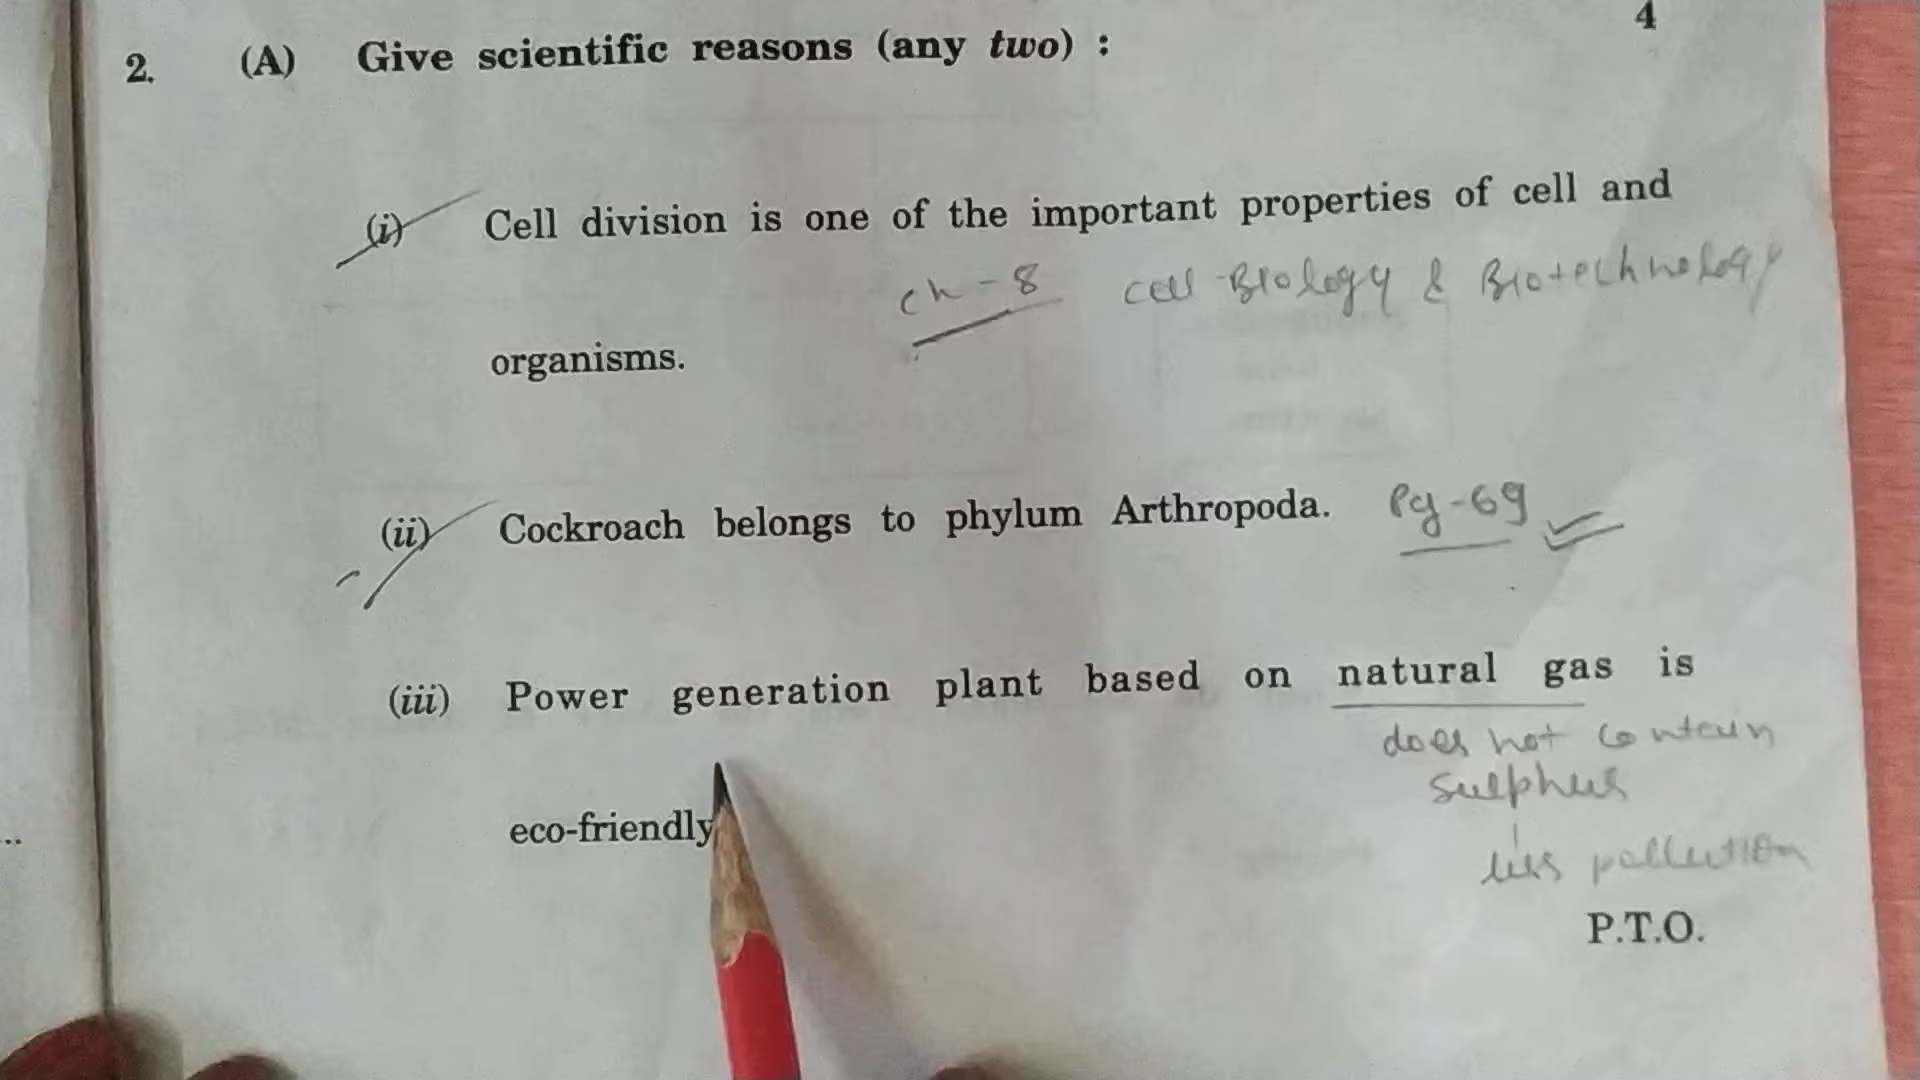 4
2. (A) Give scientific reasons (any two) :
(i) Cell division is one of the important properties of cell and
ch - 8 cell Biology & Biotechnology
organisms.
(ii) Cockroach belongs to phylum Arthropoda. Pg-69
(iii) Power generation plant based on natural gas is
does not contain
sulphur
eco-friendly
less pollution
P.T.O.
..